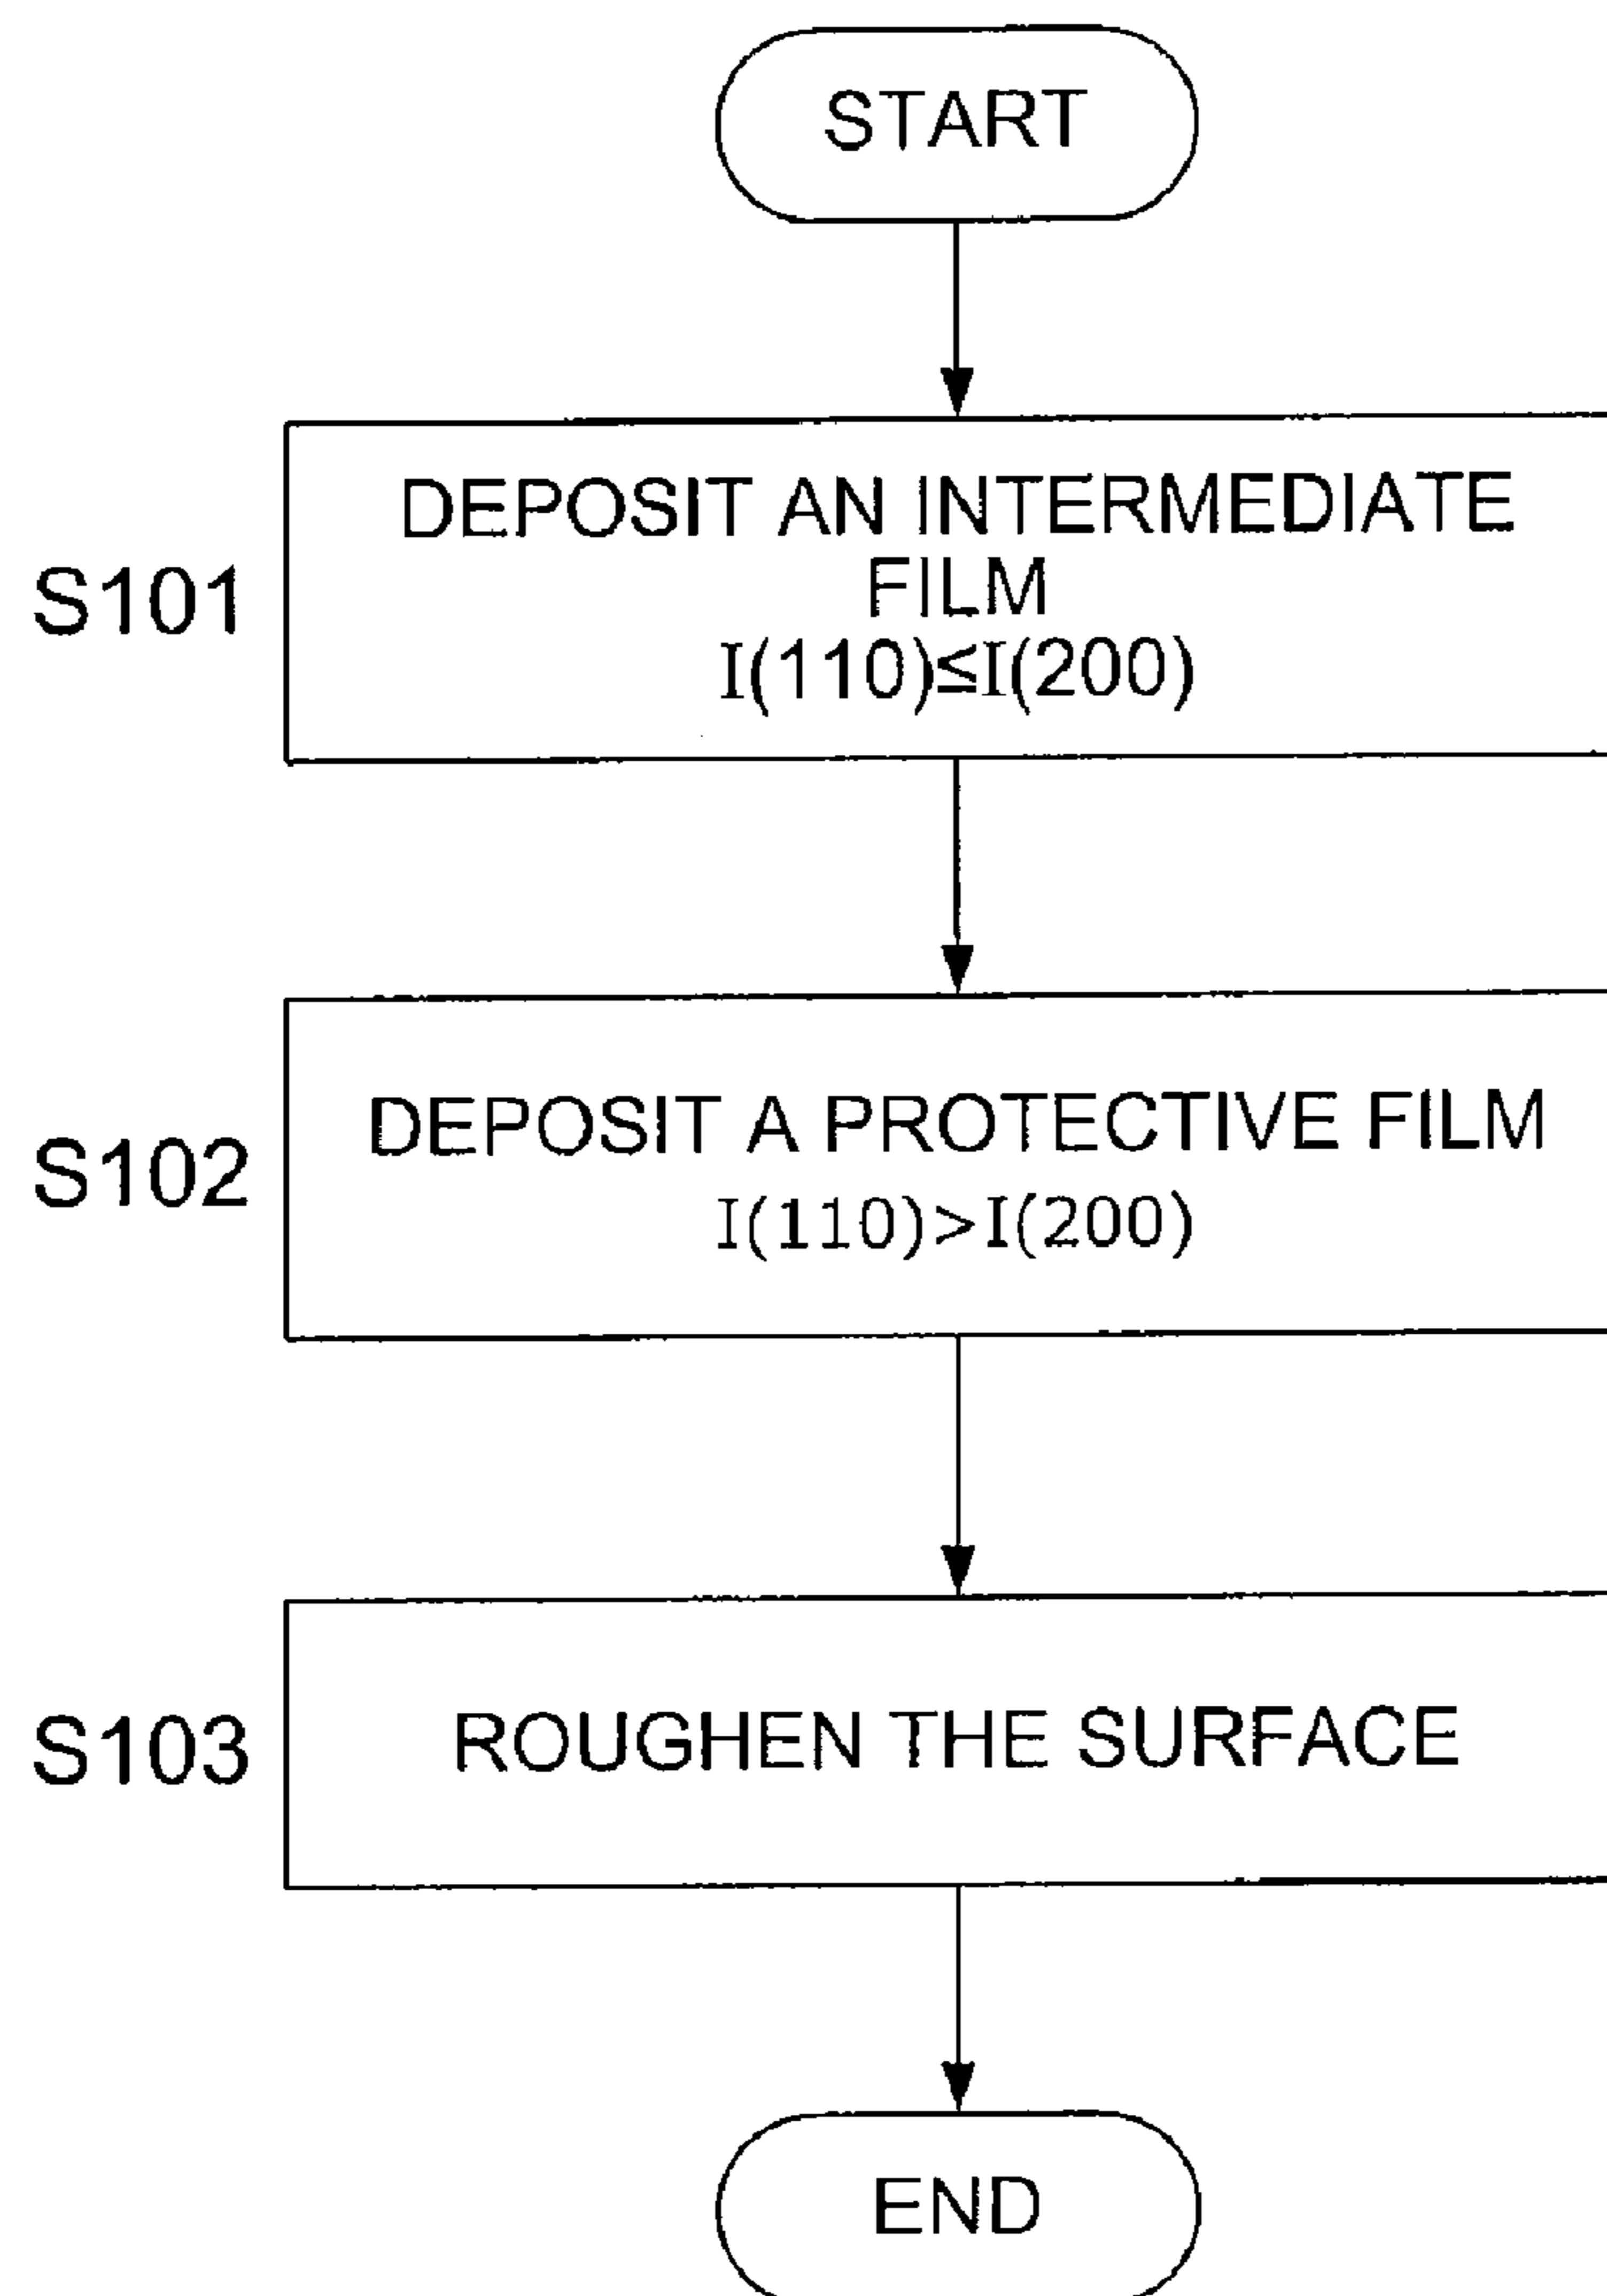 START
S101
DEPOSIT AN INTERMEDIATE
FILM
I(110)≤I(200)
S102
DEPOSIT A PROTECTIVE FILM
I(110)>I(200)
S103
ROUGHEN THE SURFACE
END